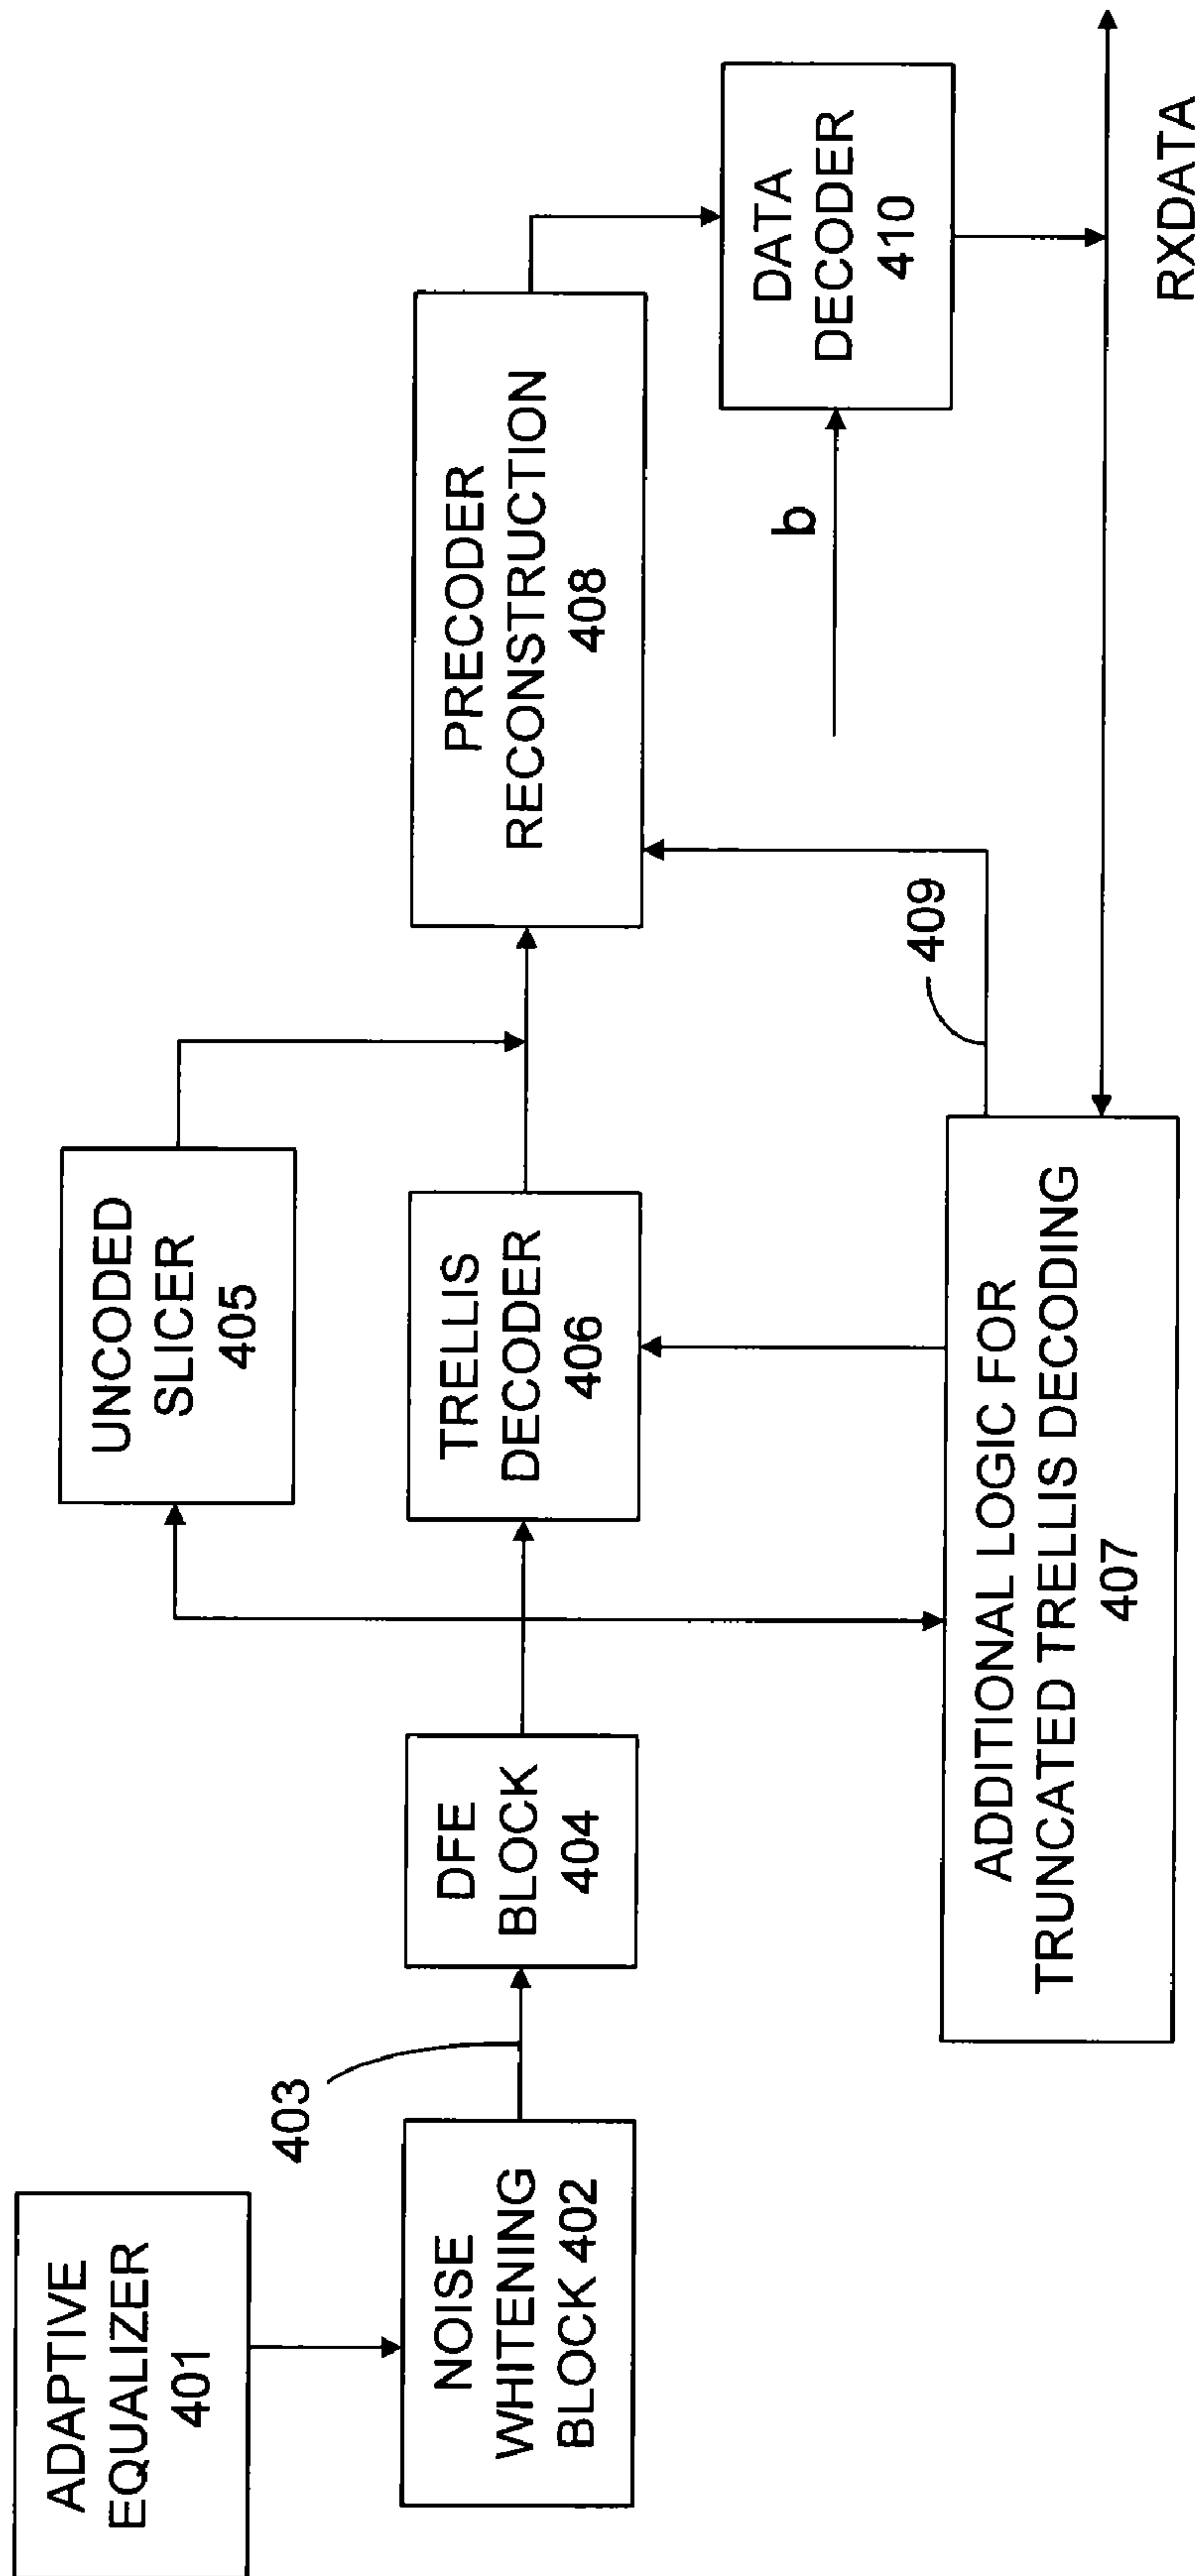 ADAPTIVE
EQUALIZER
401
NOISE
WHITENING
BLOCK 402
403
DFE
BLOCK
404
UNCODED
SLICER
405
TRELLIS
DECODER
406
ADDITIONAL LOGIC FOR
TRUNCATED TRELLIS DECODING
407
PRECODER
RECONSTRUCTION
408
409
b
DATA
DECODER
410
RXDATA